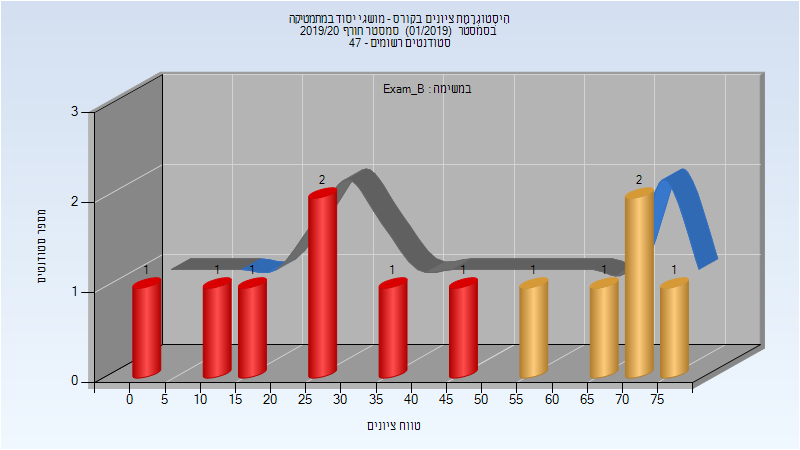 היסטוגרמת ציונים בקורס - מושגי יסוד במתמטיקה
בסמסטר (01/2019) סמסטר חורף 2019/20
סטודנטים רשומים - 47
במשימה : Exam_B
מספר סטודנטים
3
2
1
0
1 1 1 2 1 1 1 1 2 1
0 5 10 15 20 25 30 35 40 45 50 55 60 65 70 75
טווח ציונים